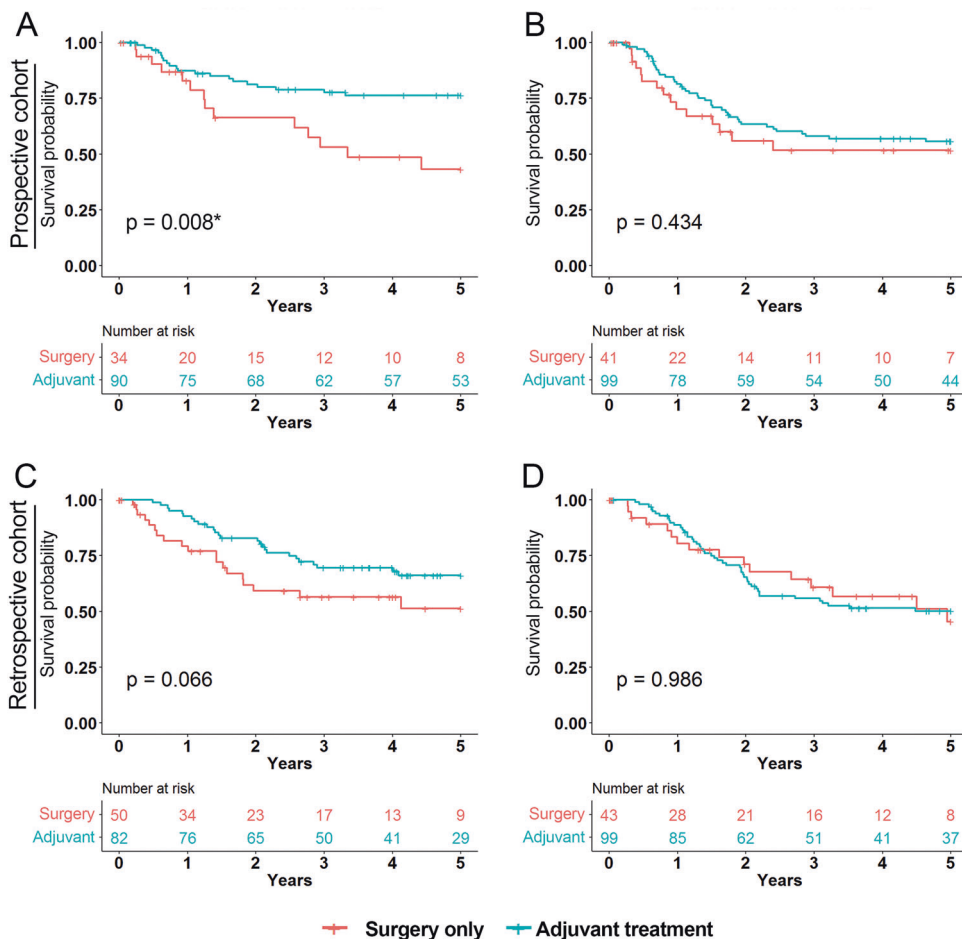 A
Prospective cohort
Survival probability
1.00
0.75
0.50
0.25
0.00
p = 0.008*
0 1 2 3 4 5
Years
Number at risk
Surgery 34 20 15 12 10 8
Adjuvant 90 75 68 62 57 53
0 1 2 3 4 5
Years
B
Survival probability
1.00
0.75
0.50
0.25
0.00
p = 0.434
0 1 2 3 4 5
Years
Number at risk
Surgery 41 22 14 11 10 7
Adjuvant 99 78 59 54 50 44
0 1 2 3 4 5
Years
C
Retrospective cohort
Survival probability
1.00
0.75
0.50
0.25
0.00
p = 0.066
0 1 2 3 4 5
Years
Number at risk
Surgery 50 34 23 17 13 9
Adjuvant 82 76 65 50 41 29
0 1 2 3 4 5
Years
D
Survival probability
1.00
0.75
0.50
0.25
0.00
p = 0.986
0 1 2 3 4 5
Years
Number at risk
Surgery 43 28 21 16 12 8
Adjuvant 99 85 62 51 41 37
0 1 2 3 4 5
Years
Surgery only Adjuvant treatment